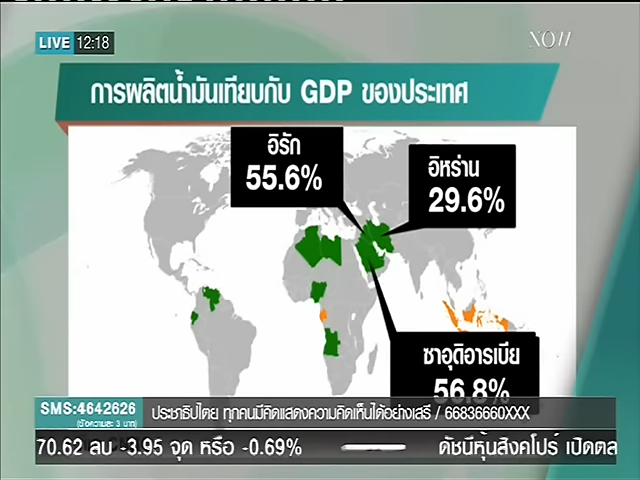 LIVE 12:18
NOW
การผลิตน้ำมันเทียบกับ GDP ของประเทศ
อิรัก
55.6%
อิหร่าน
29.6%
ซาอุดิอารเบีย
56.8%
SMS:4642626
(ข้อความละ 3 บาท)
ประชาธิปไตย ทุกคนมีคิดแสดงความคิดเห็นได้อย่างเสรี / 66836660XXX
70.62 ลบ -3.95 จุด หรือ -0.69% ดัชนีหุ้นสิงคโปร์ เปิดตล